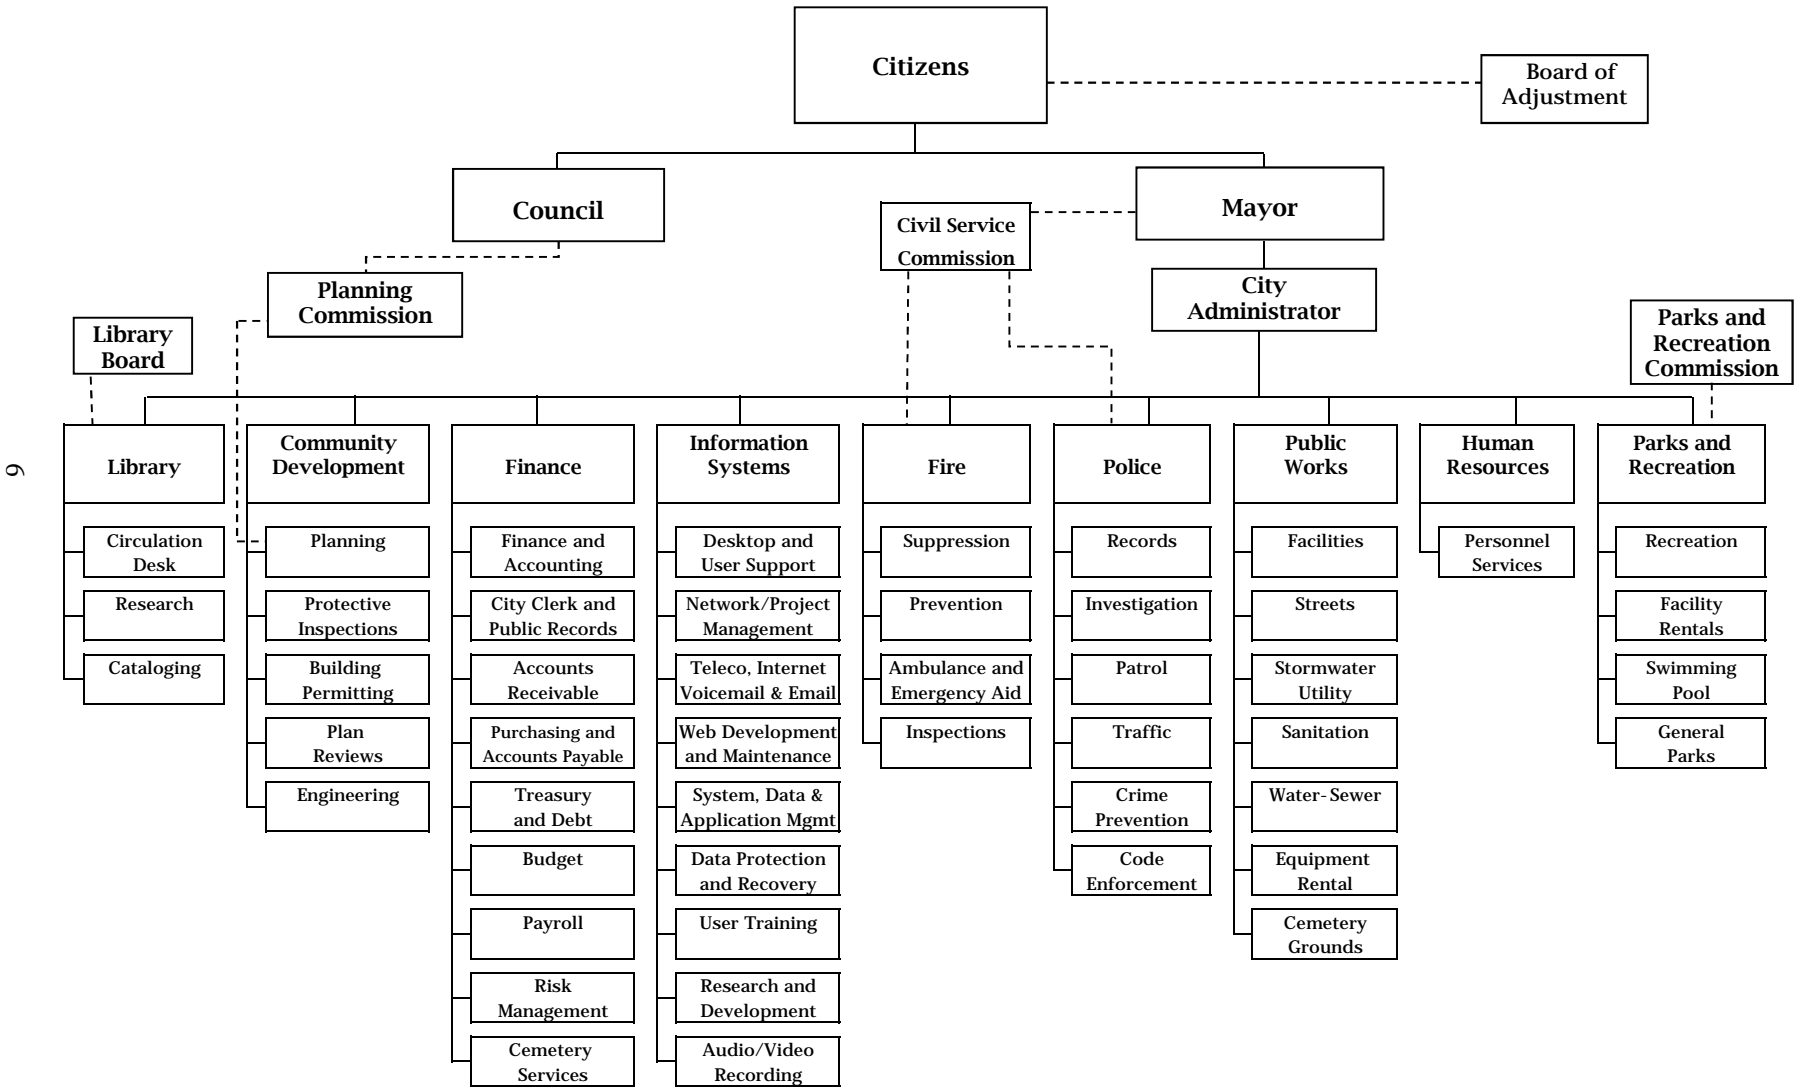 Citizens
Board of
Adjustment
Council
Mayor
Civil Service
Commission
City
Administrator
Planning
Commission
Library
Board
Parks and
Recreation
Commission
9
Library
Circulation
Desk
Research
Cataloging
Community
Development
Planning
Protective
Inspections
Building
Permitting
Plan
Reviews
Engineering
Finance
Finance and
Accounting
City Clerk and
Public Records
Accounts
Receivable
Purchasing and
Accounts Payable
Treasury
and Debt
Budget
Payroll
Risk
Management
Cemetery
Services
Information
Systems
Desktop and
User Support
Network/Project
Management
Teleco, Internet
Voicemail & Email
Web Development
and Maintenance
System, Data &
Application Mgmt
Data Protection
and Recovery
User Training
Research and
Development
Audio/Video
Recording
Fire
Suppression
Prevention
Ambulance and
Emergency Aid
Inspections
Police
Records
Investigation
Patrol
Traffic
Crime
Prevention
Code
Enforcement
Public
Works
Facilities
Streets
Stormwater
Utility
Sanitation
Water-Sewer
Equipment
Rental
Cemetery
Grounds
Human
Resources
Personnel
Services
Parks and
Recreation
Recreation
Facility
Rentals
Swimming
Pool
General
Parks